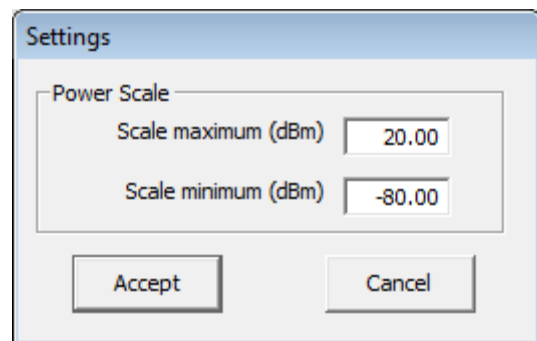 Settings
Power Scale
Scale maximum (dBm) 20.00
Scale minimum (dBm) -80.00
Accept Cancel